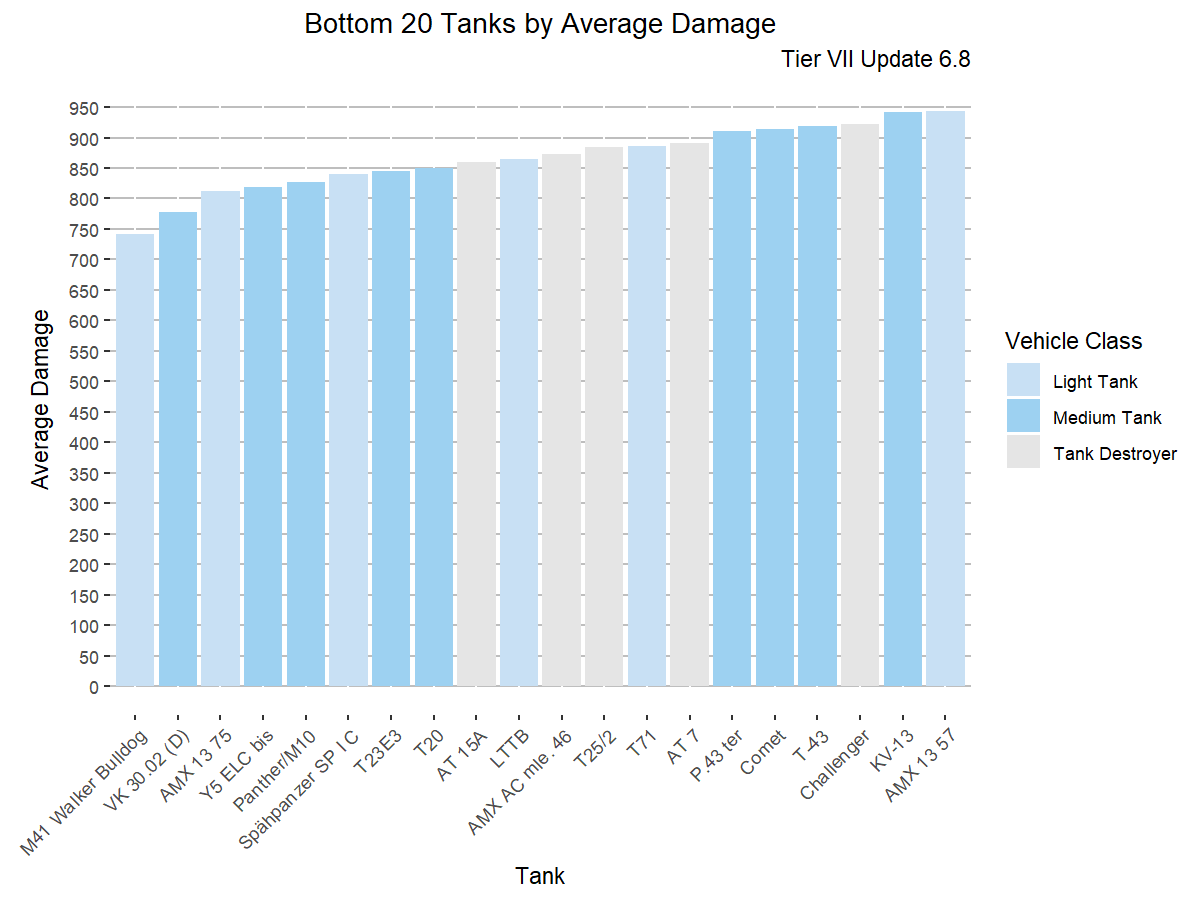 Bottom 20 Tanks by Average Damage
Tier VII Update 6.8
950
900
850
800
750
700
650
600
550
500
450
400
350
300
250
200
150
100
50
0
Average Damage
M41 Walker Bulldog
VK 30.02 (D)
AMX 13 75
Y5 ELC bis
Panther/M10
Spähpanzer SP I C
T23E3
T20
AT 15A
LTTB
AMX AC mle. 46
T25/2
T71
AT 7
P.43 ter
Comet
T-43
Challenger
KV-13
AMX 13 57
Tank
Vehicle Class
Light Tank
Medium Tank
Tank Destroyer